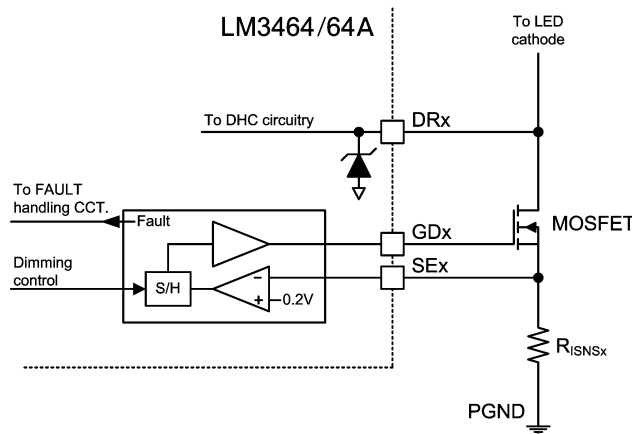 LM3464/64A
To LED
cathode
To DHC circuitry
DRx
To FAULT
handling CCT.
Fault
GDx
MOSFET
Dimming
control
S/H
SEx
−
+
0.2V
RISNSx
PGND